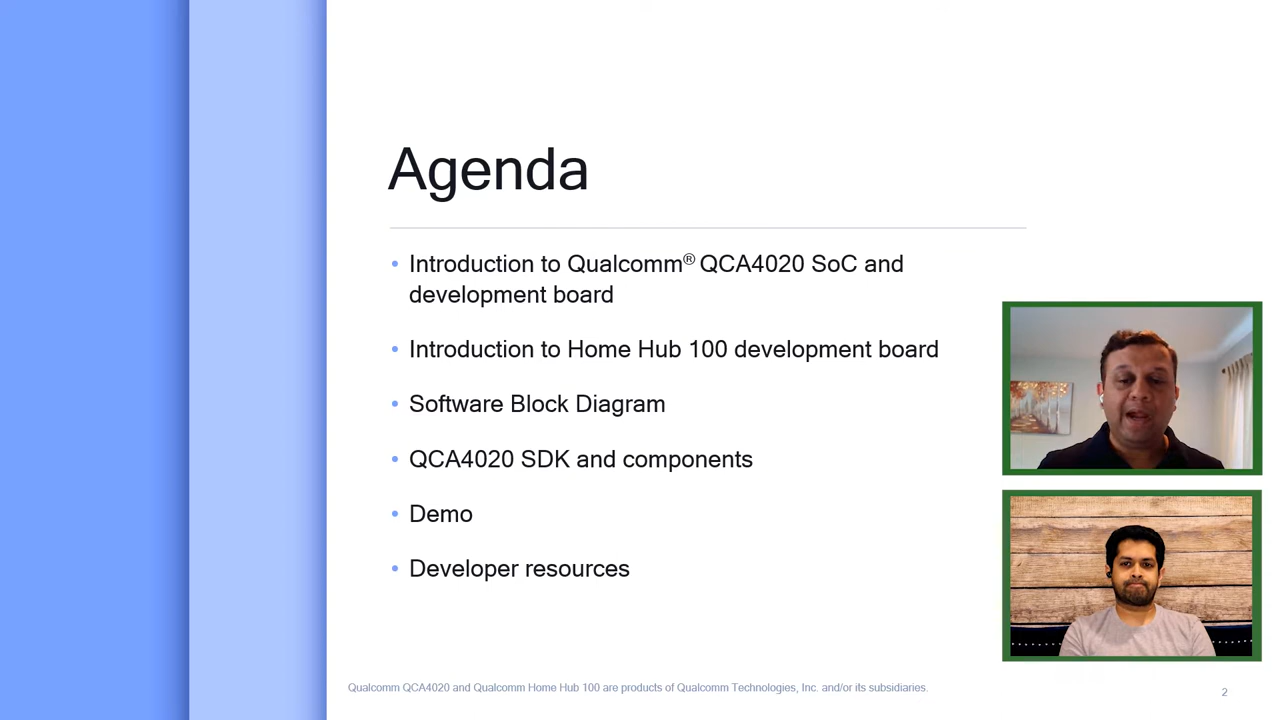 Agenda
• Introduction to Qualcomm® QCA4020 SoC and
development board
• Introduction to Home Hub 100 development board
• Software Block Diagram
• QCA4020 SDK and components
• Demo
• Developer resources
Qualcomm QCA4020 and Qualcomm Home Hub 100 are products of Qualcomm Technologies, Inc. and/or its subsidiaries.
2